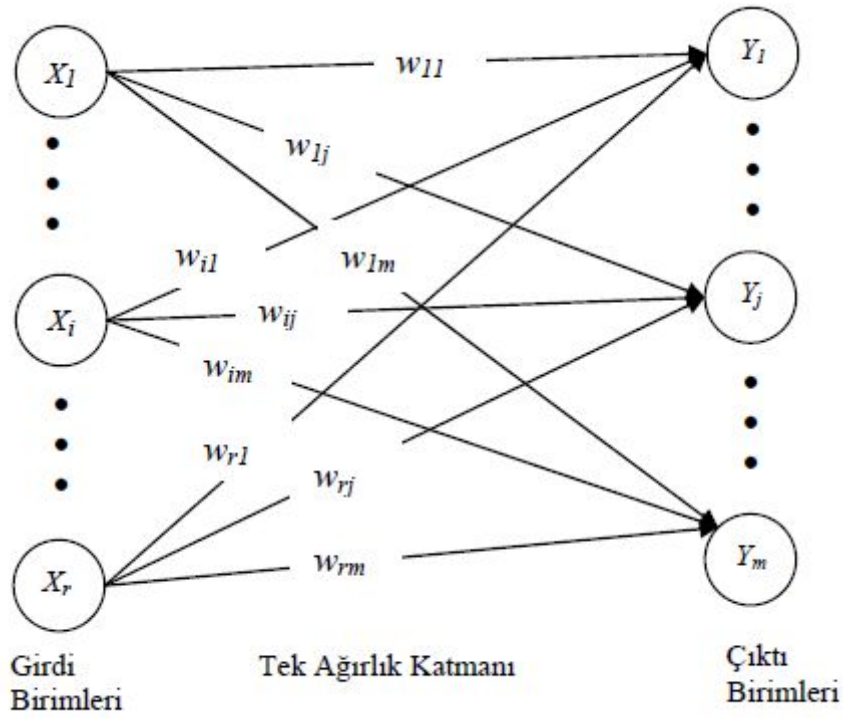 X1
w11
Y1
w1j
wi1
w1m
Xi
wij
Yj
wim
wr1
wrj
Xr
wrm
Ym
Girdi
Birimleri
Tek Ağırlık Katmanı
Çıktı
Birimleri